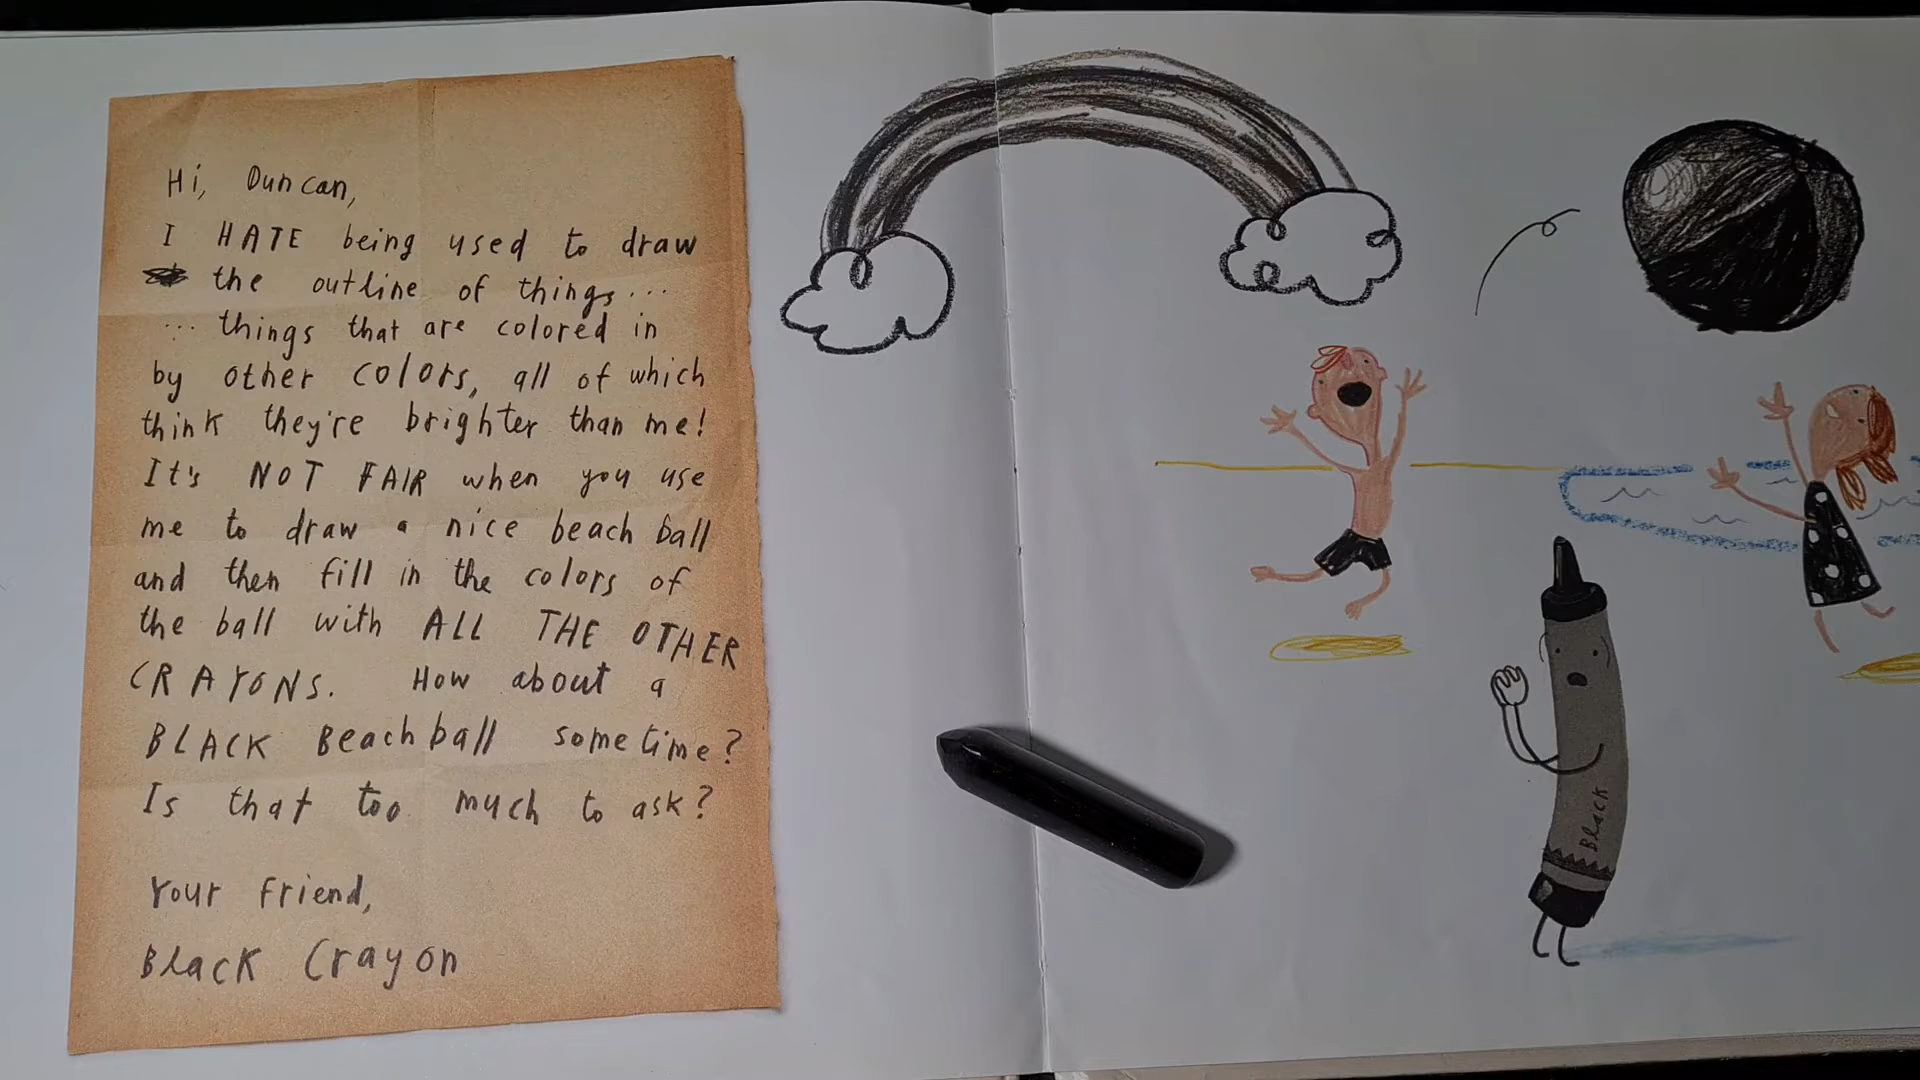 Hi, Duncan,
I HATE being used to draw
the outline of things...
...things that are colored in
by other colors, all of which
think they're brighter than me!
It's NOT FAIR when you use
me to draw a nice beach ball
and then fill in the colors of
the ball with ALL THE OTHER
CRAYONS. How about a
BLACK Beach ball sometime?
Is that too much to ask?
Your friend,
Black Crayon
Black